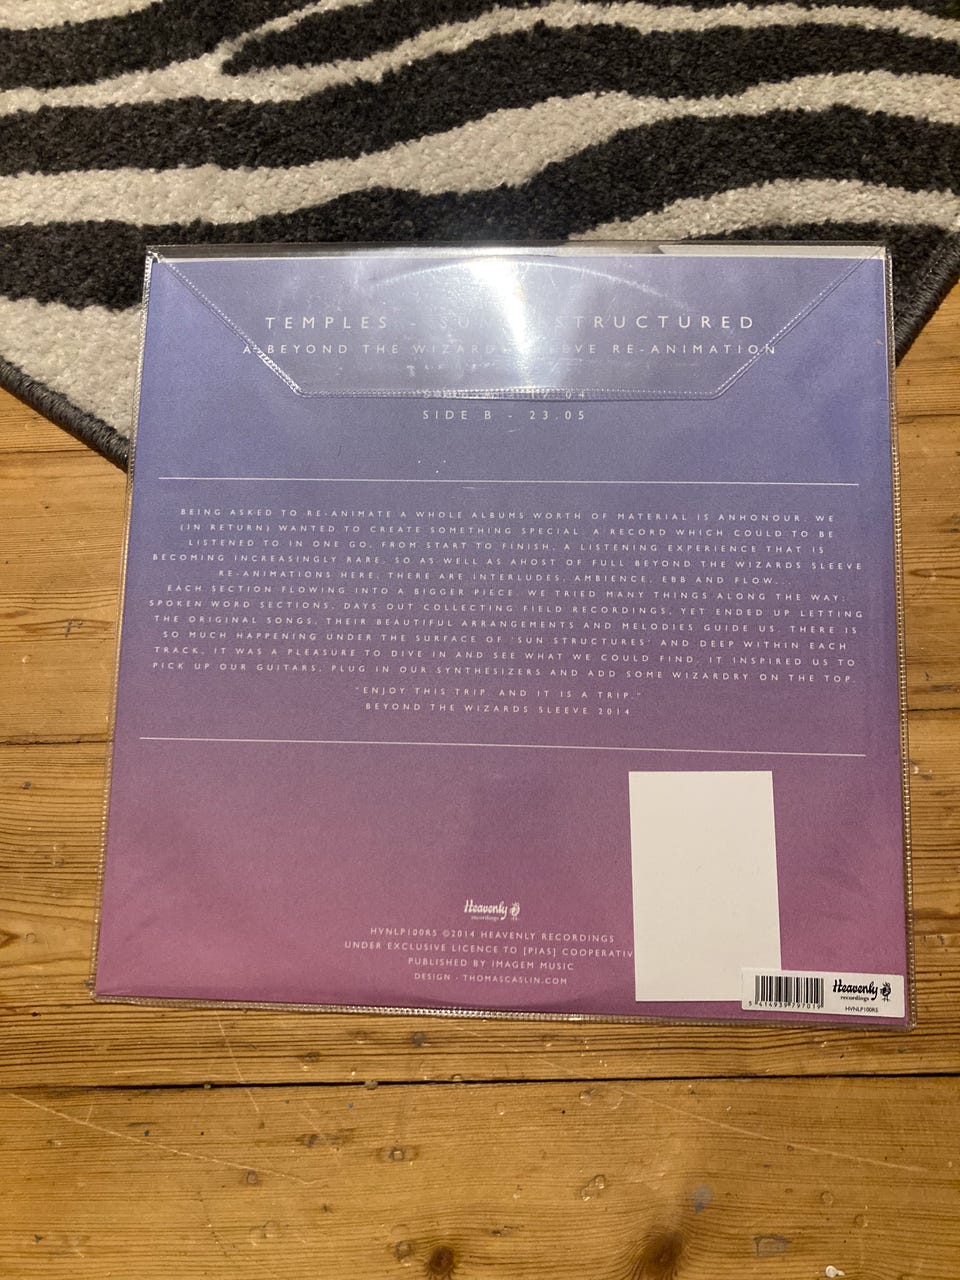 TEMPLES - SUN STRUCTURED
A BEYOND THE WIZARDS SLEEVE RE-ANIMATION
SIDE B - 23.05
BEING ASKED TO RE-ANIMATE A WHOLE ALBUMS WORTH OF MATERIAL IS ANHONOUR. WE
(IN RETURN) WANTED TO CREATE SOMETHING SPECIAL. A RECORD WHICH COULD TO BE
LISTENED TO IN ONE GO, FROM START TO FINISH, A LISTENING EXPERIENCE THAT IS
BECOMING INCREASINGLY RARE. SO AS WELL AS AHOST OF FULL BEYOND THE WIZARDS SLEEVE
RE-ANIMATIONS HERE, THERE ARE INTERLUDES, AMBIENCE, EBB AND FLOW...
EACH SECTION FLOWING INTO A BIGGER PIECE. WE TRIED MANY THINGS ALONG THE WAY;
SPOKEN WORD SECTIONS, DAYS OUT COLLECTING FIELD RECORDINGS, YET ENDED UP LETTING
THE ORIGINAL SONGS, THEIR BEAUTIFUL ARRANGEMENTS AND MELODIES GUIDE US. THERE IS
SO MUCH HAPPENING UNDER THE SURFACE OF 'SUN STRUCTURES' AND DEEP WITHIN EACH
TRACK, IT WAS A PLEASURE TO DIVE IN AND SEE WHAT WE COULD FIND. IT INSPIRED US TO
PICK UP OUR GUITARS, PLUG IN OUR SYNTHESIZERS AND ADD SOME WIZARDRY ON THE TOP.
"ENJOY THIS TRIP. AND IT IS A TRIP."
BEYOND THE WIZARDS SLEEVE 2014
Heavenly
recordings
HVNLP100RS ©2014 HEAVENLY RECORDINGS
UNDER EXCLUSIVE LICENCE TO [PIAS] COOPERATIV
PUBLISHED BY IMAGEM MUSIC
DESIGN - THOMASCASLIN.COM
5 414939 797019
Heavenly
recordings
HVNLP100RS